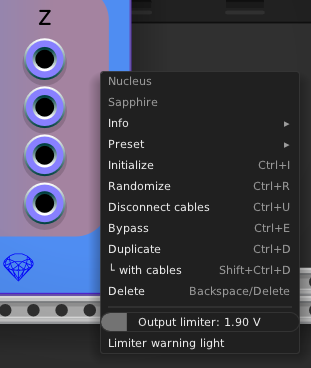 Z
Nucleus
Sapphire
Info ▸
Preset ▸
Initialize Ctrl+I
Randomize Ctrl+R
Disconnect cables Ctrl+U
Bypass Ctrl+E
Duplicate Ctrl+D
└ with cables Shift+Ctrl+D
Delete Backspace/Delete
Output limiter: 1.90 V
Limiter warning light